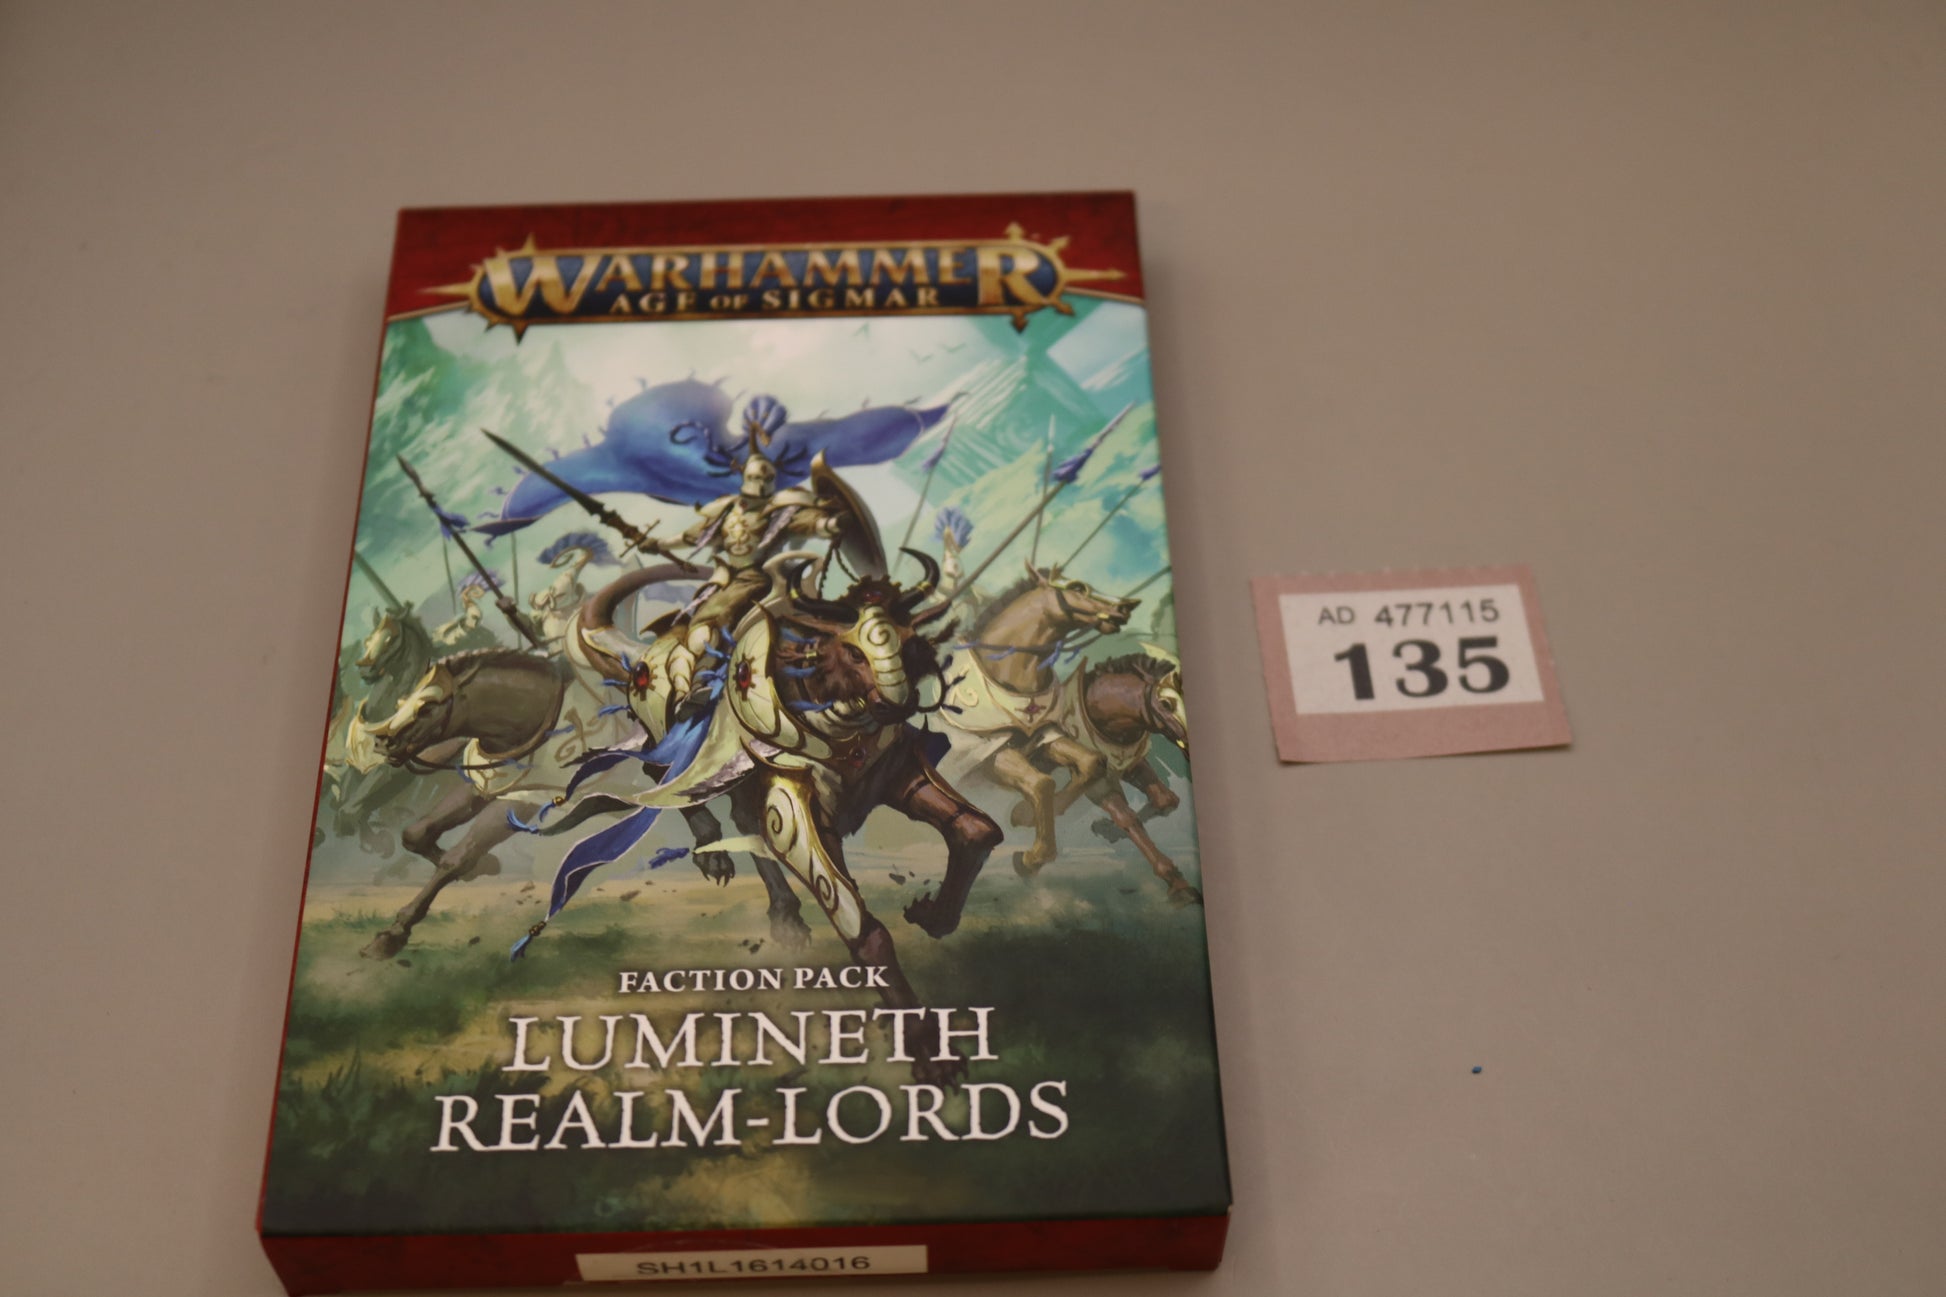 WARHAMMER
AGE OF SIGMAR
FACTION PACK
LUMINETH
REALM-LORDS
SH1L1614016
AD 477115
135